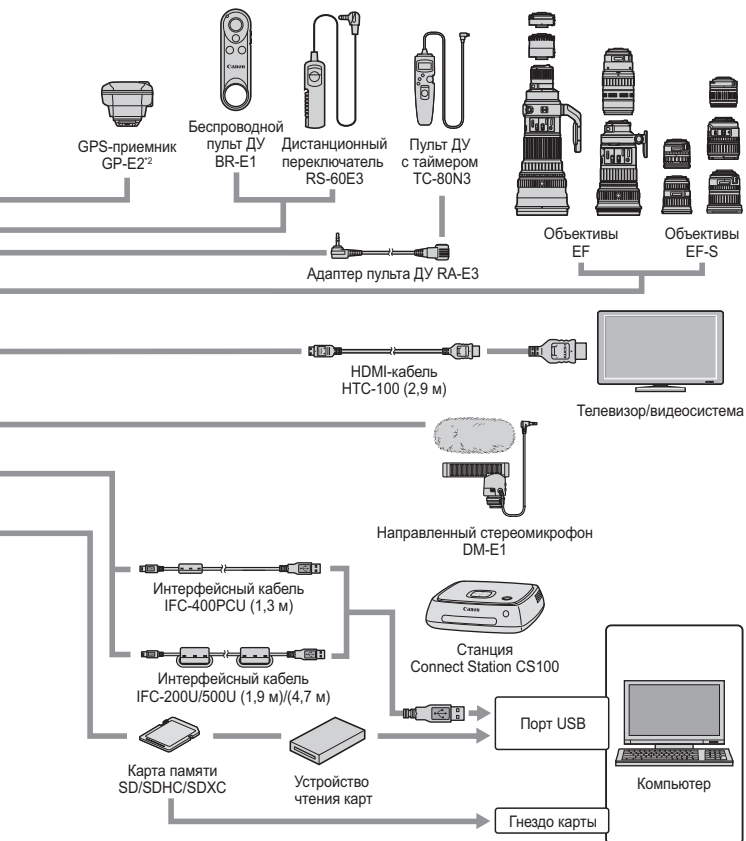 Canon
GPS-приемник
GP-E2*2
Беспроводной
пульт ДУ
BR-E1
Дистанционный
переключатель
RS-60E3
Пульт ДУ
с таймером
TC-80N3
Объективы
EF
Объективы
EF-S
Адаптер пульта ДУ RA-E3
HDMI-кабель
HTC-100 (2,9 м)
Телевизор/видеосистема
Направленный стереомикрофон
DM-E1
Интерфейсный кабель
IFC-400PCU (1,3 м)
Canon
Станция
Connect Station CS100
Интерфейсный кабель
IFC-200U/500U (1,9 м)/(4,7 м)
Порт USB
Компьютер
Карта памяти
SD/SDHC/SDXC
Устройство
чтения карт
Гнездо карты